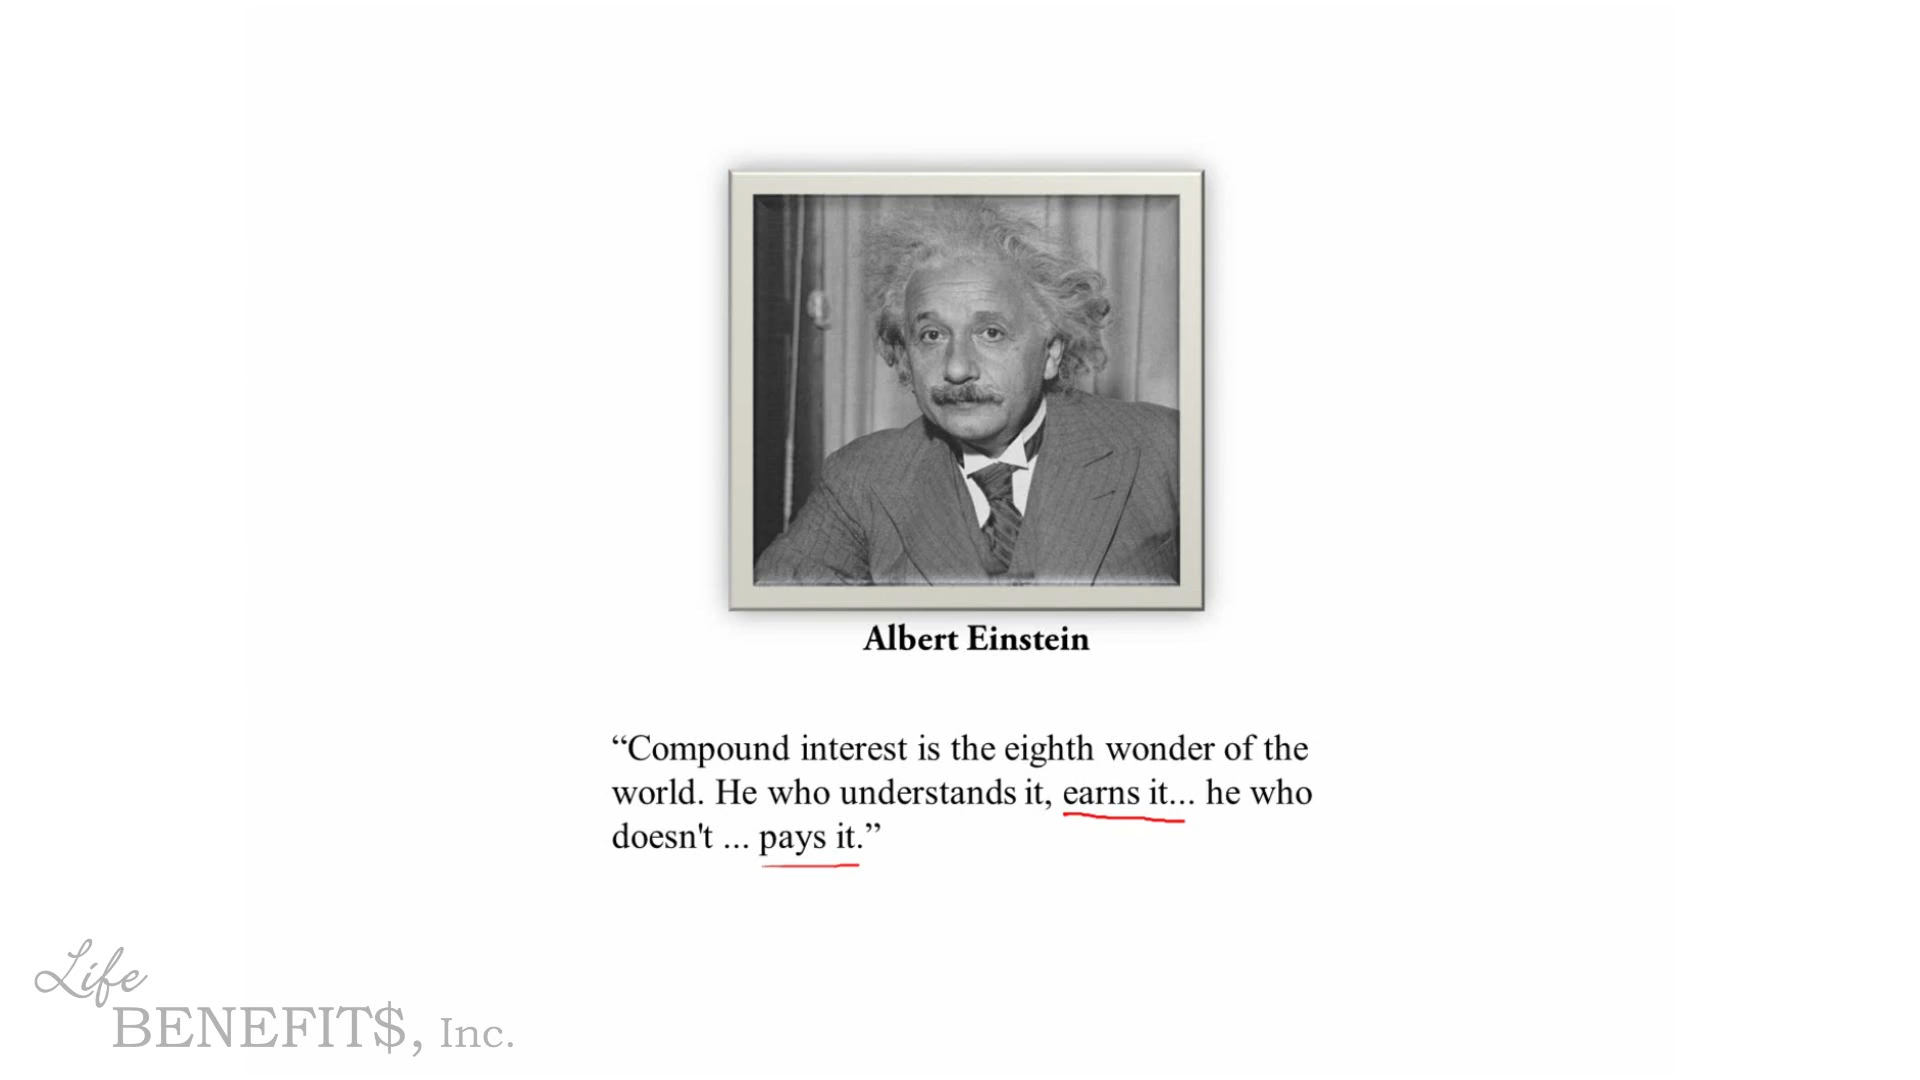 Albert Einstein
“Compound interest is the eighth wonder of the
world. He who understands it, earns it... he who
doesn't ... pays it.”
Life
BENEFIT$, Inc.